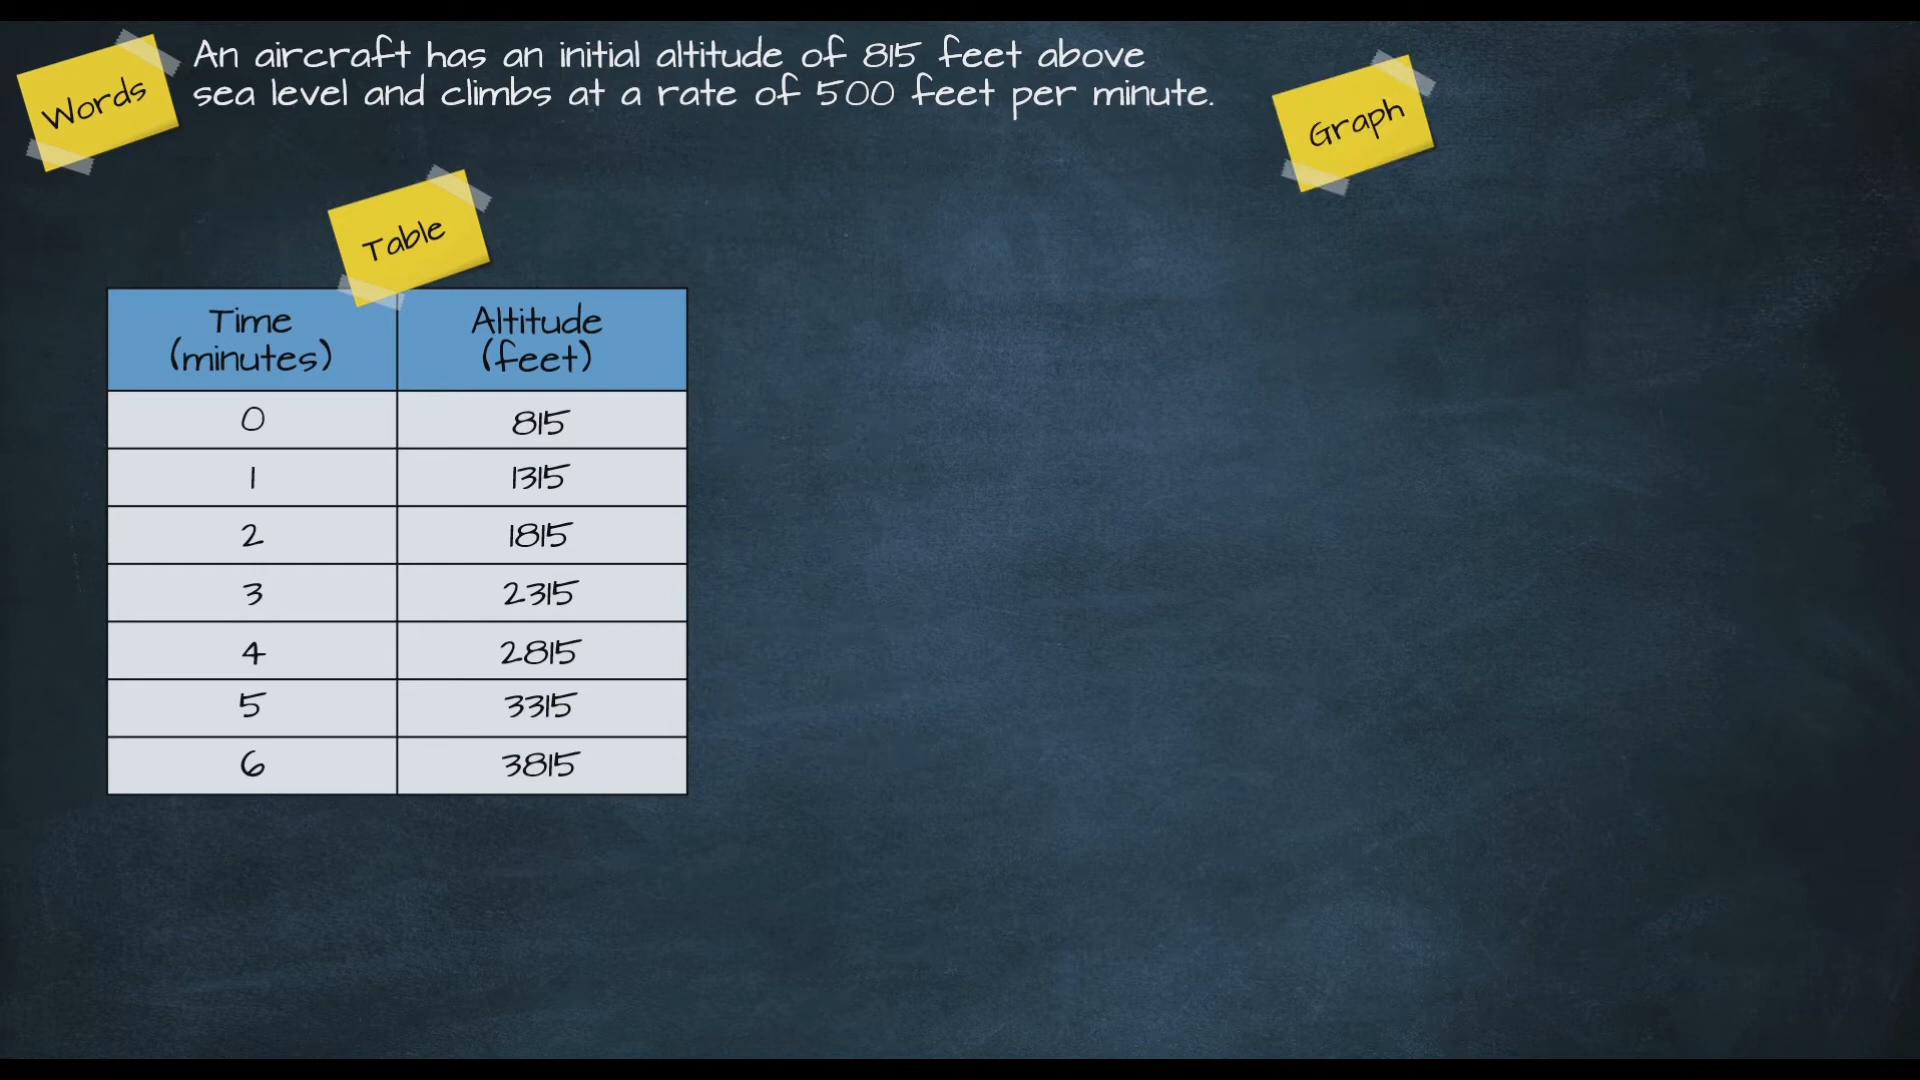 Words
An aircraft has an initial altitude of 815 feet above
sea level and climbs at a rate of 500 feet per minute.
Graph
Table
Time
(minutes)
Altitude
(feet)
0 815
1 1315
2 1815
3 2315
4 2815
5 3315
6 3815